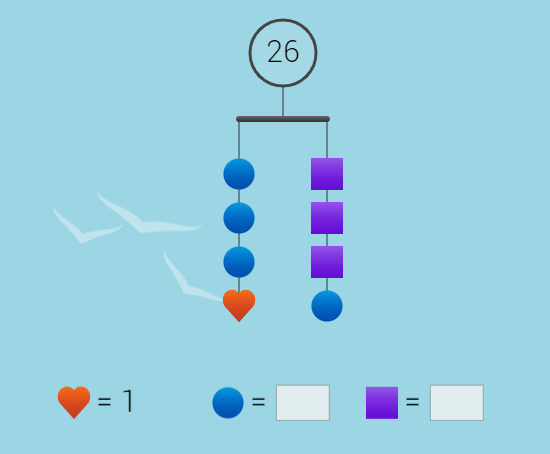 26
= 1 = =